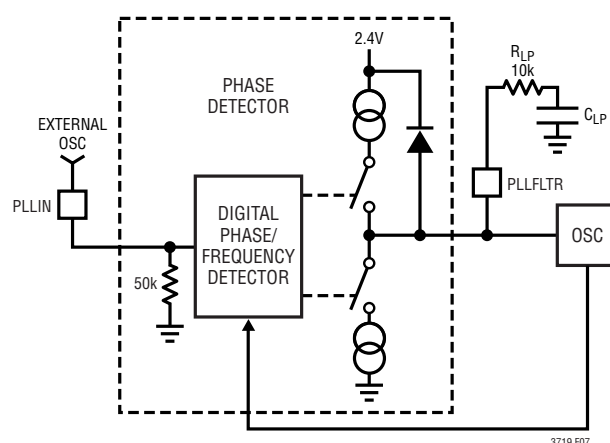 2.4V
PHASE
DETECTOR
RLP
10k
CLP
EXTERNAL
OSC
PLLIN
PLLFLTR
DIGITAL
PHASE/
FREQUENCY
DETECTOR
OSC
50k
3719 F07